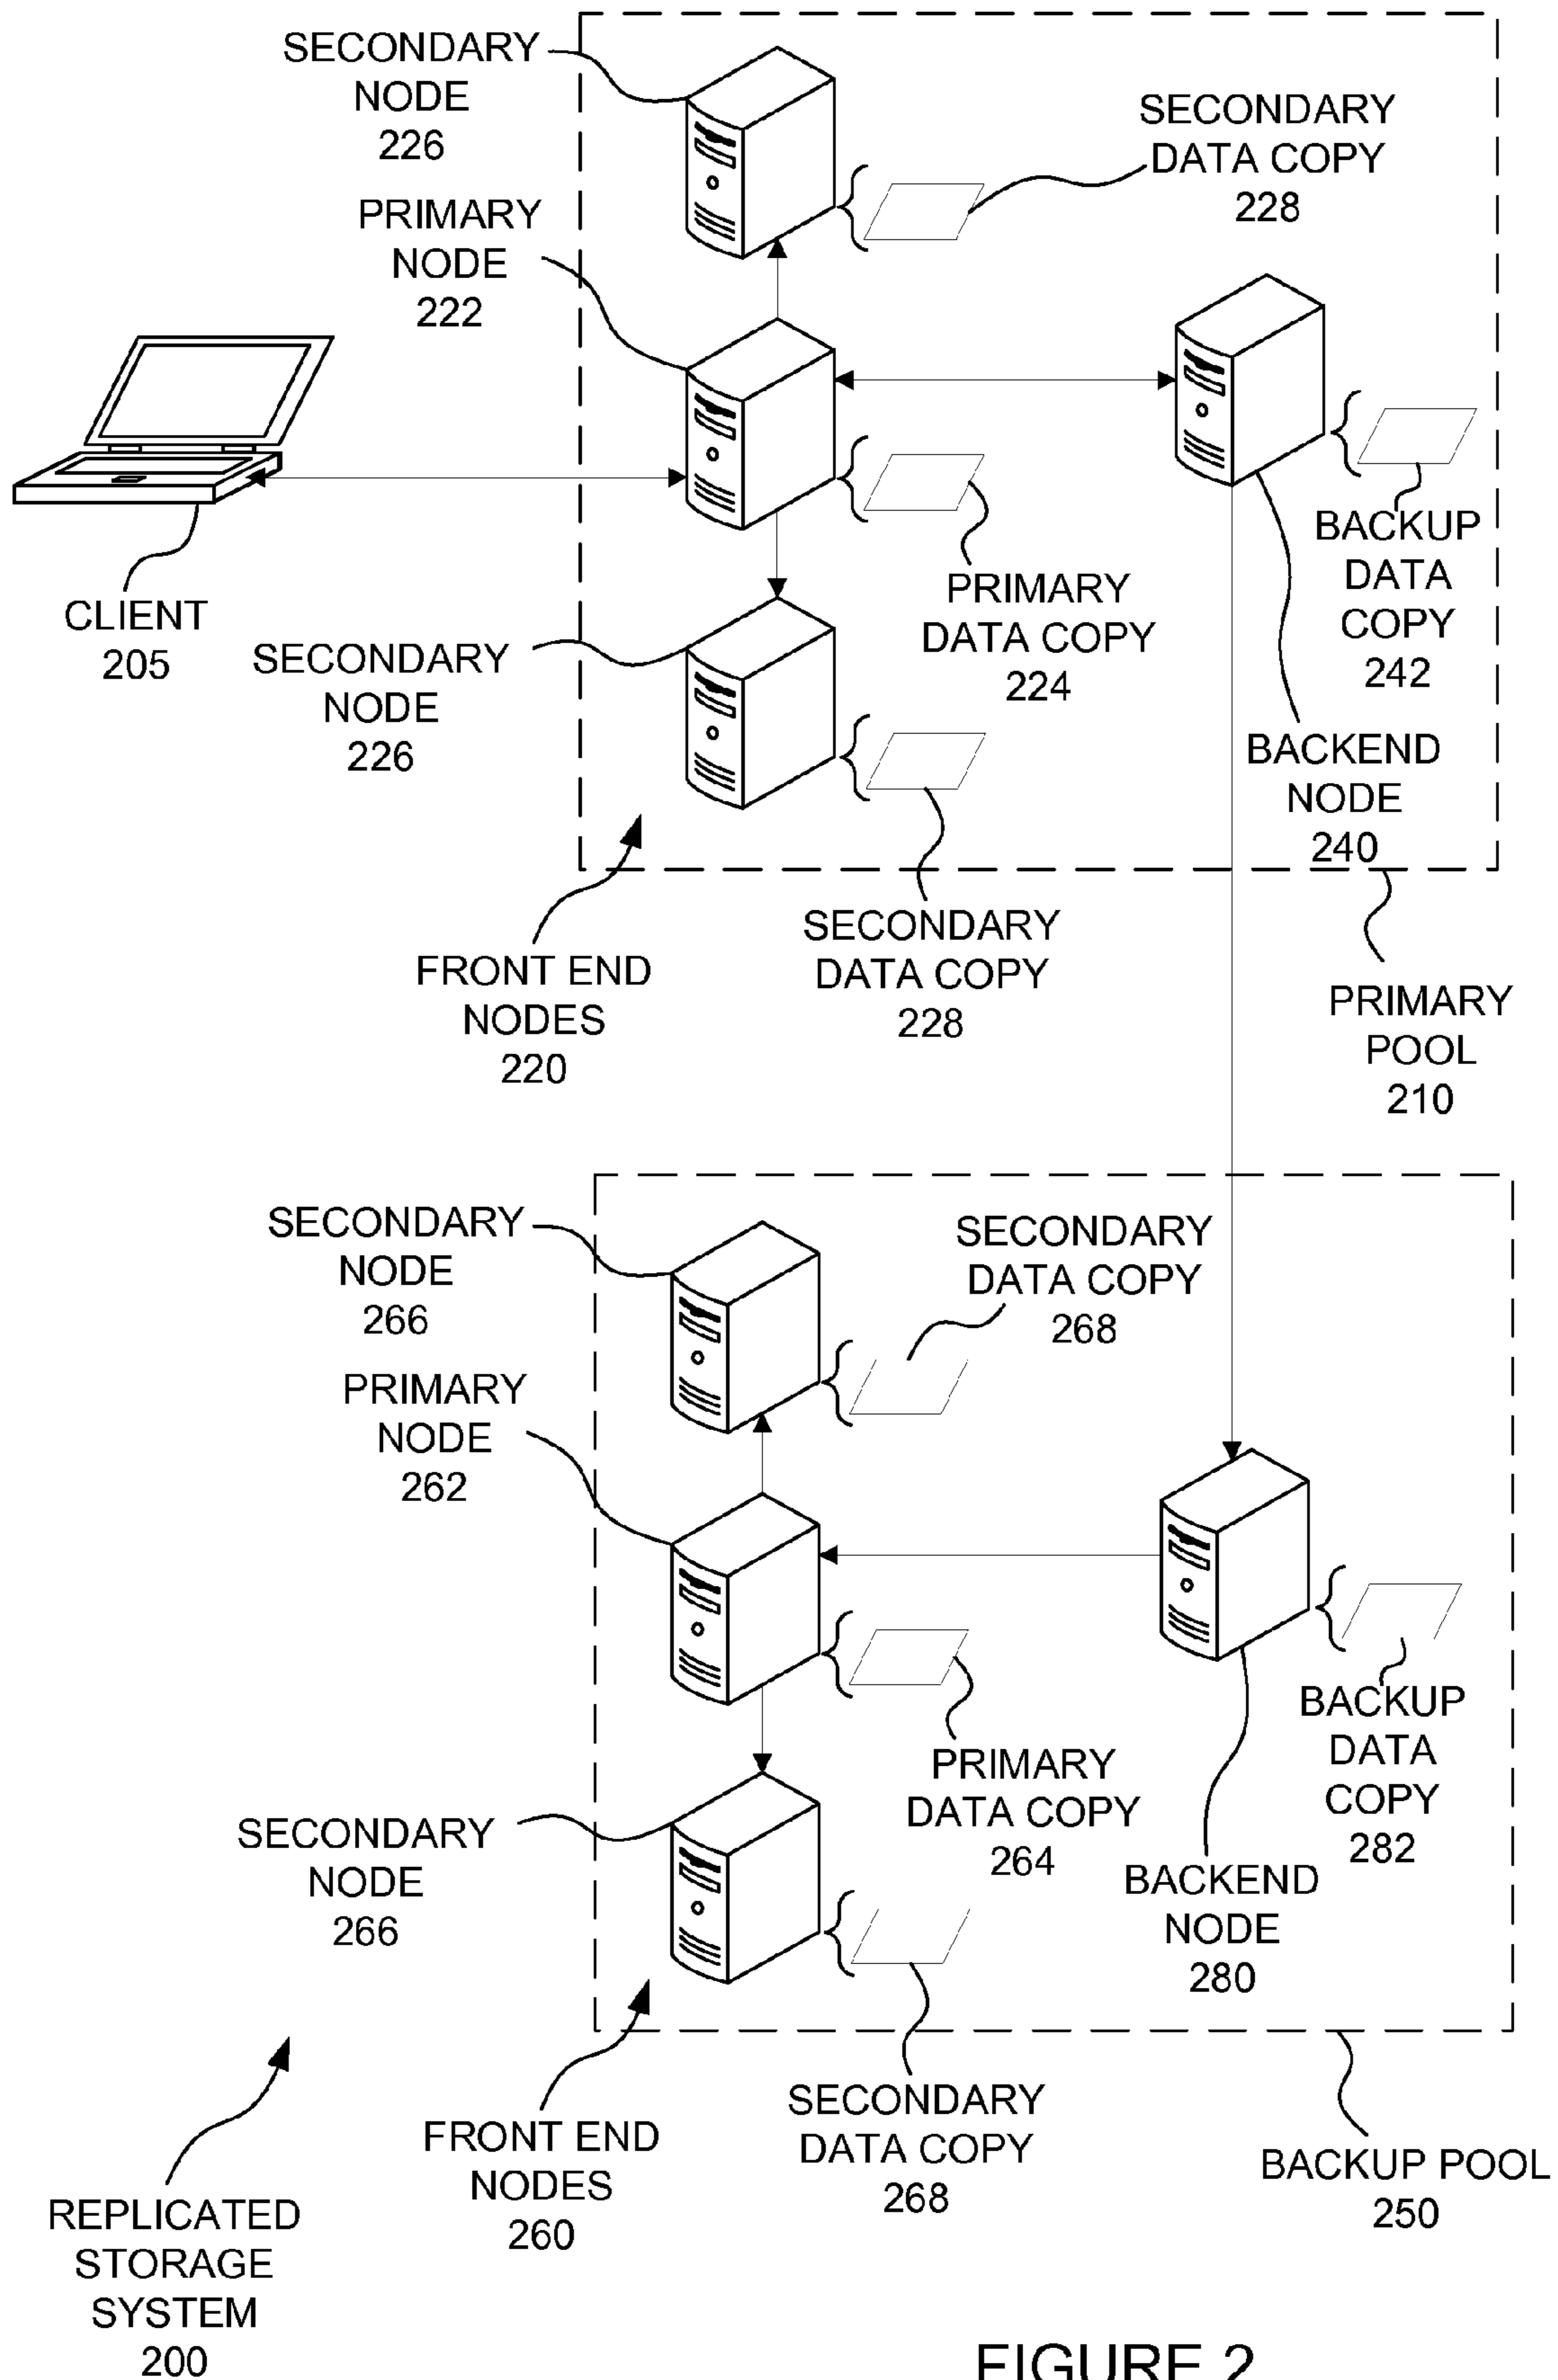 SECONDARY
NODE
226
SECONDARY
DATA COPY
228
PRIMARY
NODE
222
CLIENT
205
BACKUP
DATA
COPY
242
PRIMARY
DATA COPY
224
SECONDARY
NODE
226
BACKEND
NODE
240
SECONDARY
DATA COPY
228
FRONT END
NODES
220
PRIMARY
POOL
210
SECONDARY
NODE
266
SECONDARY
DATA COPY
268
PRIMARY
NODE
262
BACKUP
DATA
COPY
282
PRIMARY
DATA COPY
264
SECONDARY
NODE
266
BACKEND
NODE
280
SECONDARY
DATA COPY
268
FRONT END
NODES
260
BACKUP POOL
250
REPLICATED
STORAGE
SYSTEM
200
FIGURE 2